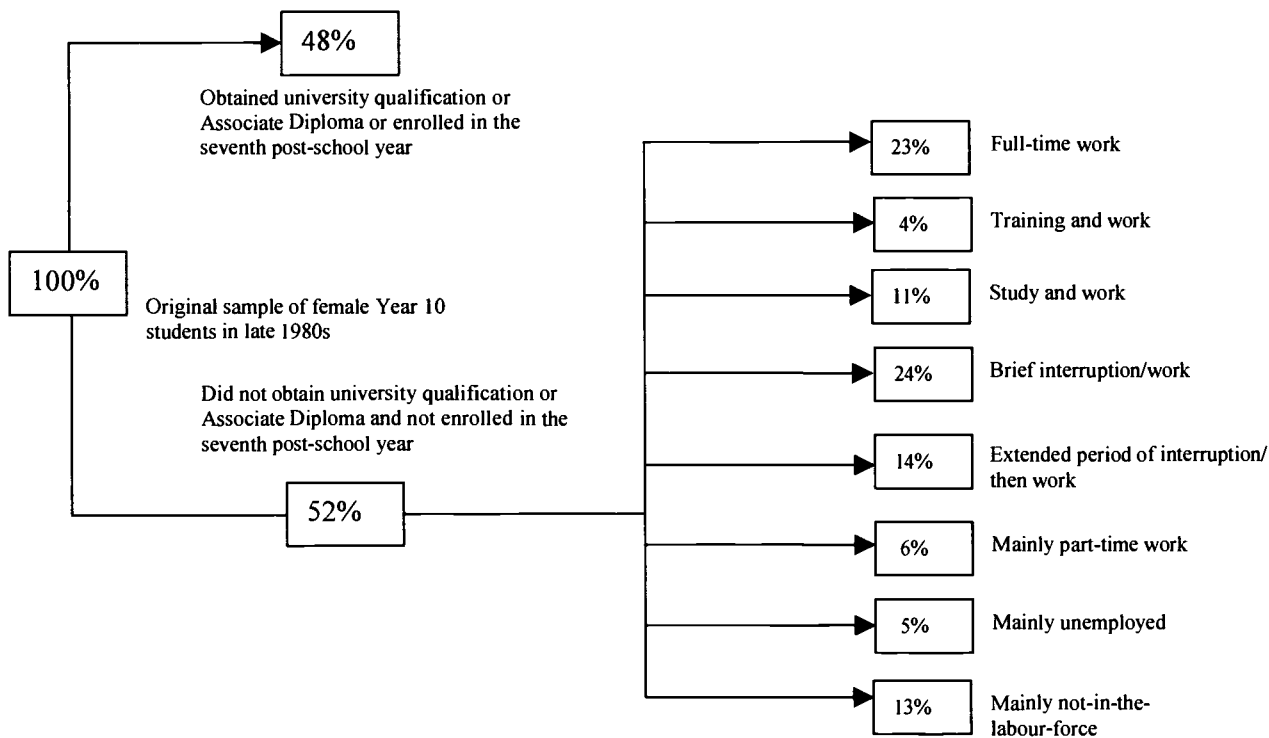 48%
Obtained university qualification or
Associate Diploma or enrolled in the
seventh post-school year
100%
Original sample of female Year 10
students in late 1980s
Did not obtain university qualification or
Associate Diploma and not enrolled in the
seventh post-school year
52%
23%
Full-time work
4%
Training and work
11%
Study and work
24%
Brief interruption/work
14%
Extended period of interruption/
then work
6%
Mainly part-time work
5%
Mainly unemployed
13%
Mainly not-in-the-
labour-force